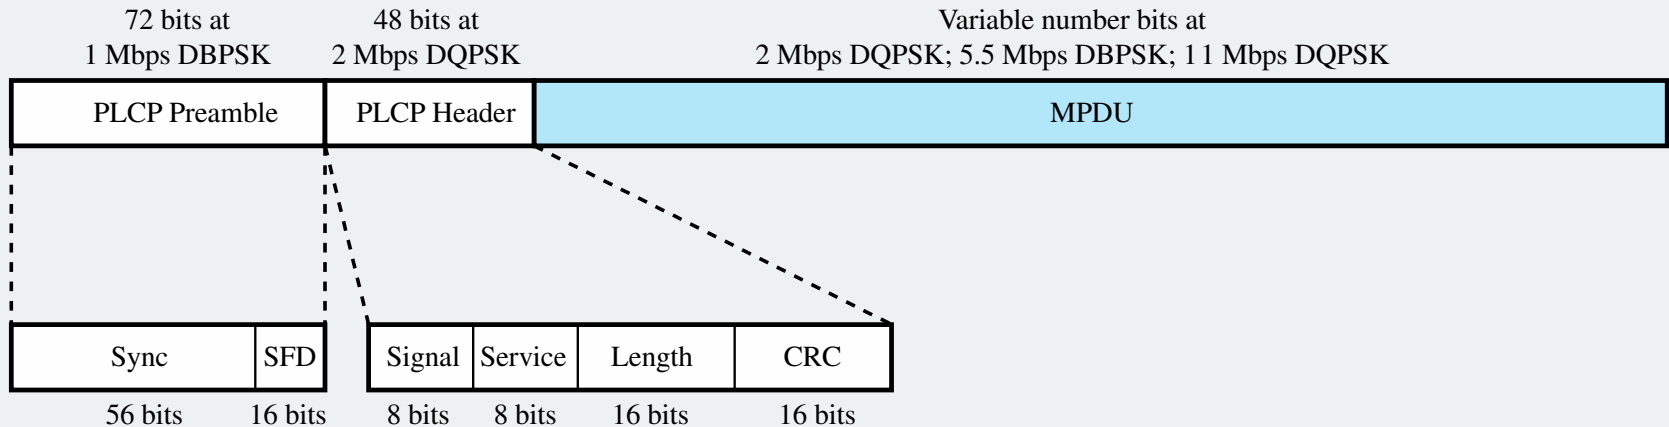 72 bits at
1 Mbps DBPSK
48 bits at
2 Mbps DQPSK
Variable number bits at
2 Mbps DQPSK; 5.5 Mbps DBPSK; 11 Mbps DQPSK
PLCP Preamble
PLCP Header
MPDU
Sync
SFD
Signal
Service
Length
CRC
56 bits
16 bits
8 bits
8 bits
16 bits
16 bits